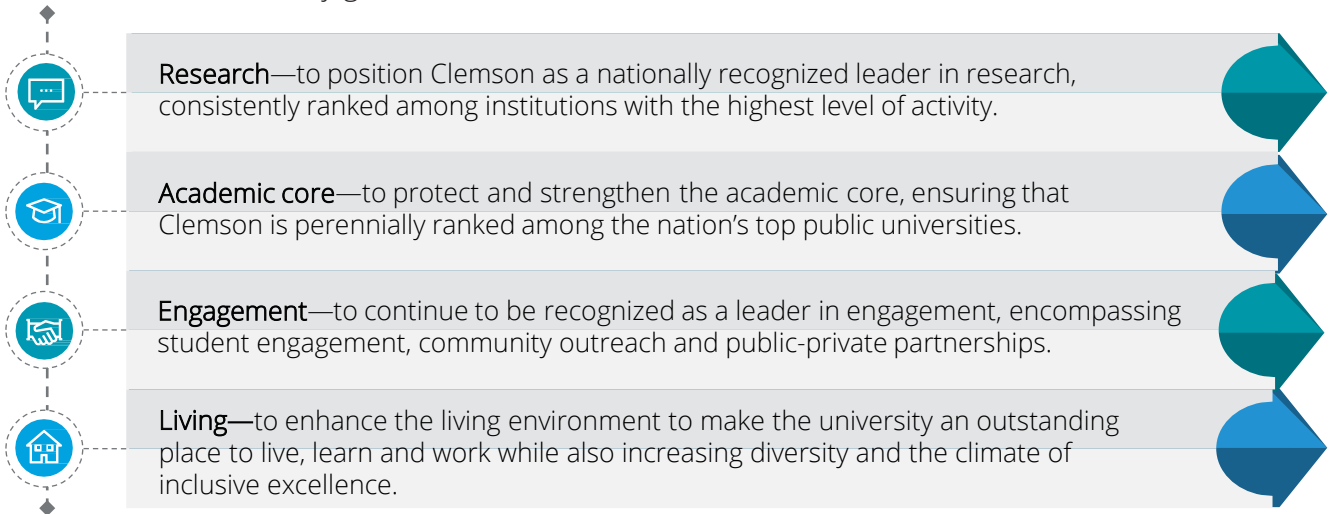 Research—to position Clemson as a nationally recognized leader in research,
consistently ranked among institutions with the highest level of activity.
Academic core—to protect and strengthen the academic core, ensuring that
Clemson is perennially ranked among the nation’s top public universities.
Engagement—to continue to be recognized as a leader in engagement, encompassing
student engagement, community outreach and public-private partnerships.
Living—to enhance the living environment to make the university an outstanding
place to live, learn and work while also increasing diversity and the climate of
inclusive excellence.